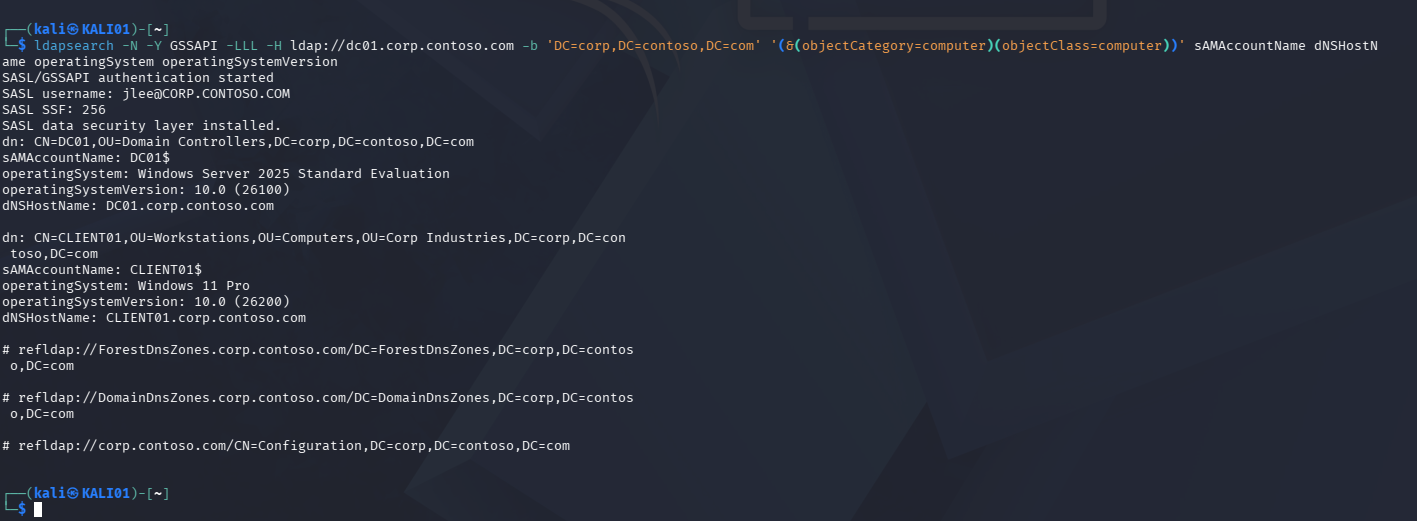 ┌──(kali㉿KALI01)-[~]
└─$ ldapsearch -N -Y GSSAPI -LLL -H ldap://dc01.corp.contoso.com -b 'DC=corp,DC=contoso,DC=com' '(&(objectCategory=computer)(objectClass=computer))' sAMAccountName dNSHostN
ame operatingSystem operatingSystemVersion
SASL/GSSAPI authentication started
SASL username: jlee@CORP.CONTOSO.COM
SASL SSF: 256
SASL data security layer installed.
dn: CN=DC01,OU=Domain Controllers,DC=corp,DC=contoso,DC=com
sAMAccountName: DC01$
operatingSystem: Windows Server 2025 Standard Evaluation
operatingSystemVersion: 10.0 (26100)
dNSHostName: DC01.corp.contoso.com

dn: CN=CLIENT01,OU=Workstations,OU=Computers,OU=Corp Industries,DC=corp,DC=con
 toso,DC=com
sAMAccountName: CLIENT01$
operatingSystem: Windows 11 Pro
operatingSystemVersion: 10.0 (26200)
dNSHostName: CLIENT01.corp.contoso.com

# refldap://ForestDnsZones.corp.contoso.com/DC=ForestDnsZones,DC=corp,DC=contos
 o,DC=com

# refldap://DomainDnsZones.corp.contoso.com/DC=DomainDnsZones,DC=corp,DC=contos
 o,DC=com

# refldap://corp.contoso.com/CN=Configuration,DC=corp,DC=contoso,DC=com

┌──(kali㉿KALI01)-[~]
└─$